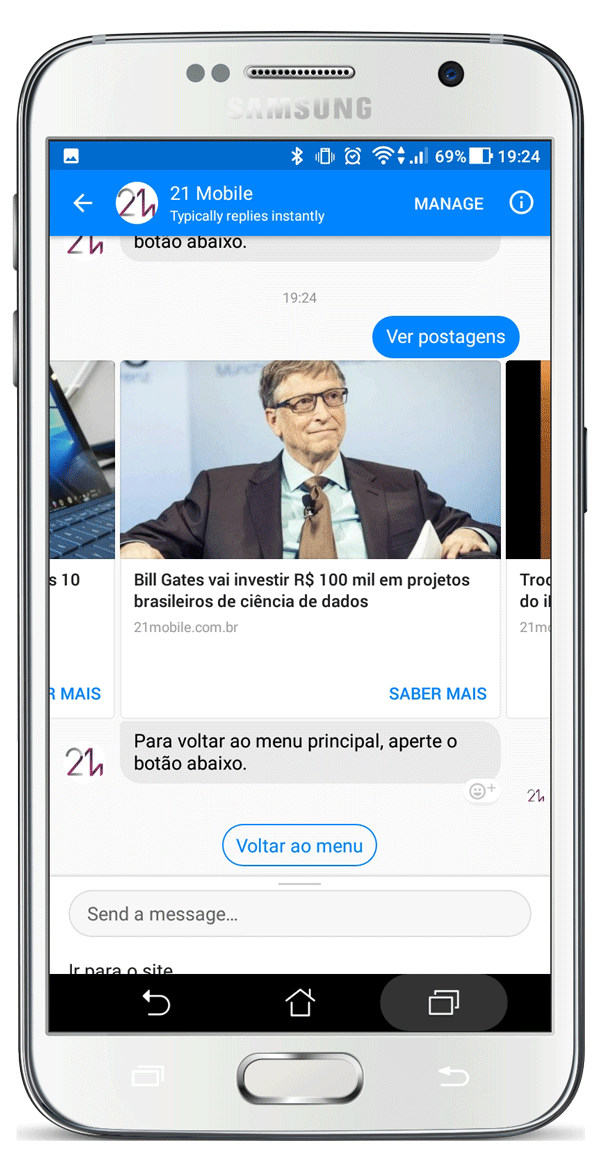 SAMSUNG
69% 19:24
21 Mobile
Typically replies instantly
MANAGE
botão abaixo.
19:24
Ver postagens
s 10
Bill Gates vai investir R$ 100 mil em projetos
brasileiros de ciência de dados
21mobile.com.br
R MAIS
SABER MAIS
do
21m
Para voltar ao menu principal, aperte o
botão abaixo.
21
Voltar ao menu
Send a message...
Ir para o site